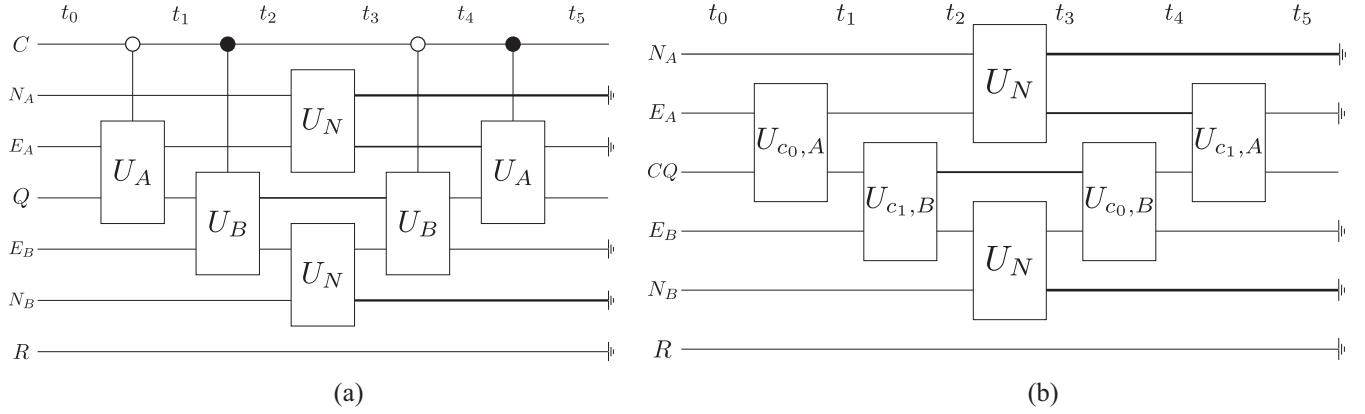 t₀ t₁ t₂ t₃ t₄ t₅
C
N_A
U_N
E_A
U_A U_A
Q
U_B U_B
E_B
U_N
N_B
R
(a)
t₀ t₁ t₂ t₃ t₄ t₅
N_A
U_N
E_A
U_{c₀,A} U_{c₁,A}
CQ
U_{c₁,B} U_{c₀,B}
E_B
U_N
N_B
R
(b)